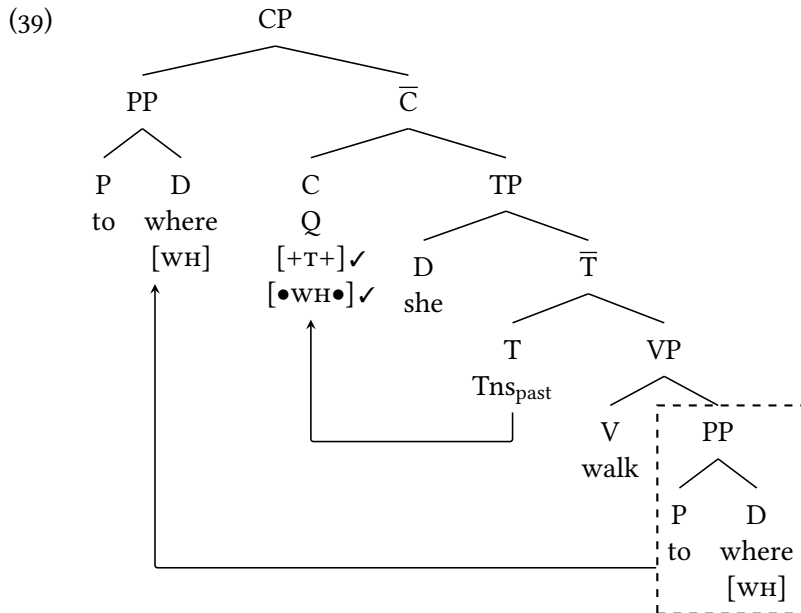 (39) CP
PP C̅
P D C TP
to where Q
[WH] [+T+]✓ D T̅
[•WH•]✓ she
T VP
Tns_past
V PP
walk
P D
to where
[WH]